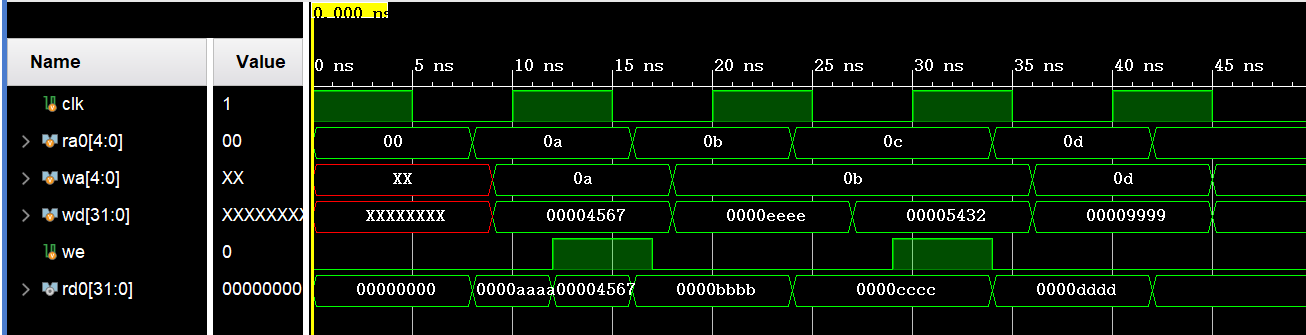 0.000 ns
Name Value
0 ns 5 ns 10 ns 15 ns 20 ns 25 ns 30 ns 35 ns 40 ns 45 ns
clk 1
ra0[4:0] 00 00 0a 0b 0c 0d
wa[4:0] XX XX 0a 0b 0d
wd[31:0] XXXXXXXX XXXXXXXX 00004567 0000eeee 00005432 00009999
we 0
rd0[31:0] 00000000 00000000 0000aaaa 00004567 0000bbbb 0000cccc 0000dddd